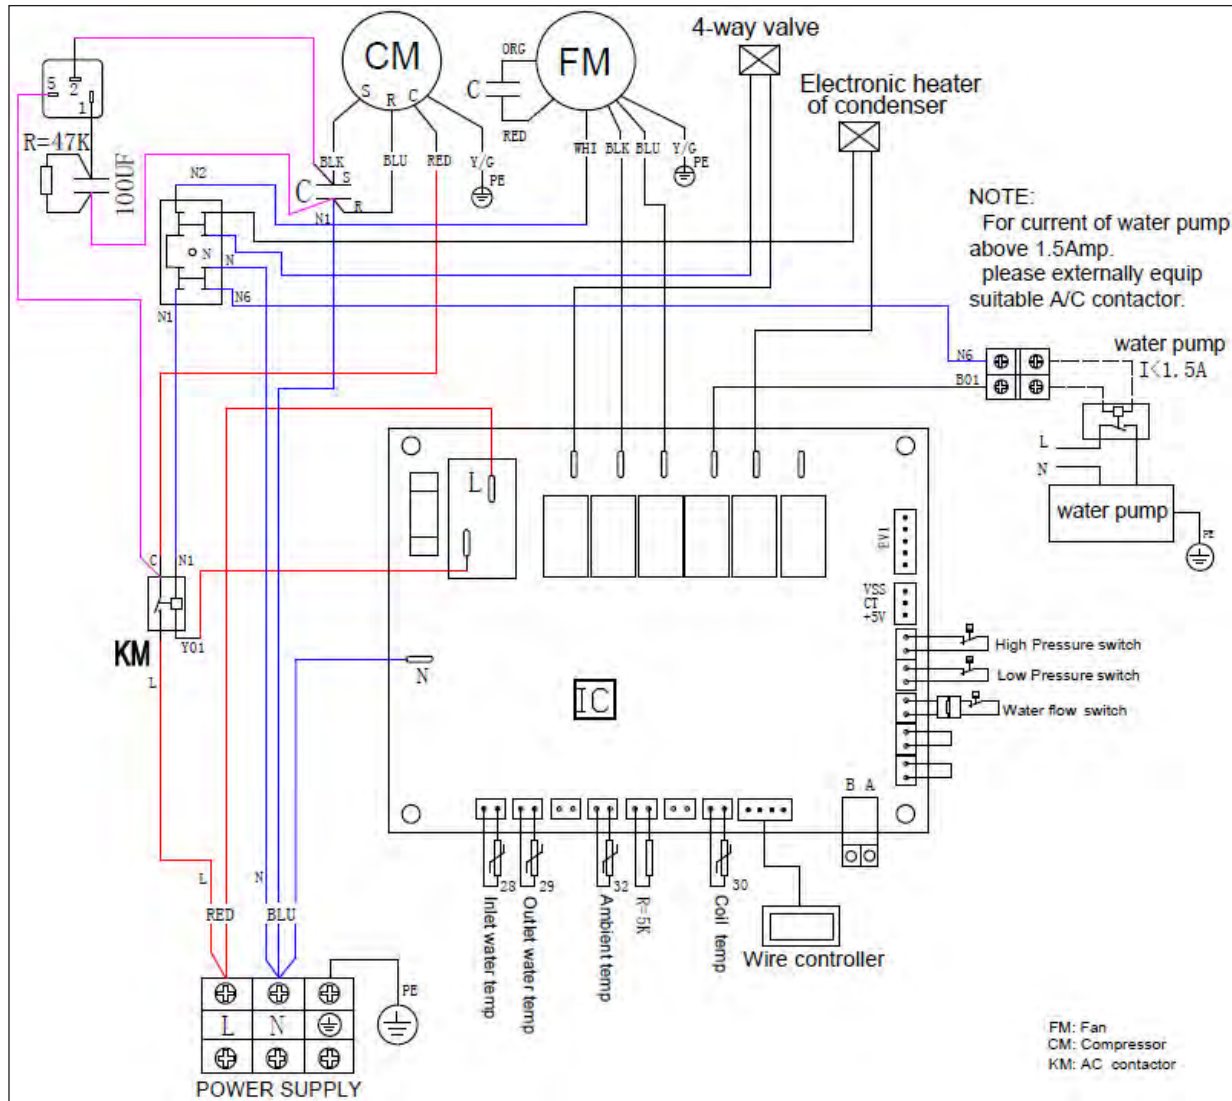 4-way valve
CM
FM
ORG
C
RED
Electronic heater
of condenser
5
2
1
S
R
C
R=47K
100UF
BLK
BLU
RED
Y/G
PE
WHI
BLK
BLU
Y/G
PE
C
S
R
N2
N1
N
N
N6
N1
NOTE:
For current of water pump
above 1.5Amp.
please externally equip
suitable A/C contactor.
water pump
I<1.5A
N6
B01
L
N
water pump
PE
L
C
N1
KM
Y01
L
N
IC
VSS
CT
+5V
High Pressure switch
Low Pressure switch
Water flow switch
B A
28
29
32
30
Inlet water temp
Outlet water temp
Ambient temp
R=5K
Coil temp
Wire controller
L
N
RED
BLU
PE
L
N
POWER SUPPLY
FM: Fan
CM: Compressor
KM: AC contactor